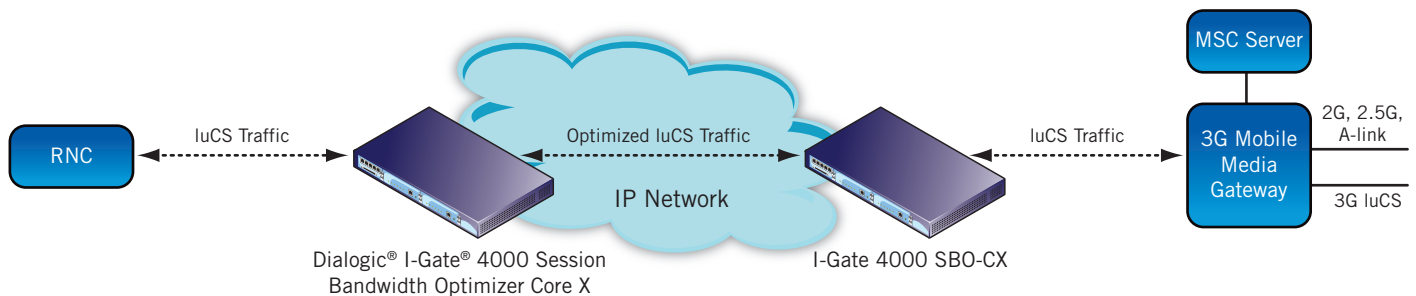 MSC Server
2G, 2.5G,
A-link
RNC
IuCS Traffic
Optimized IuCS Traffic
IuCS Traffic
3G Mobile
Media
Gateway
IP Network
3G IuCS
Dialogic® I-Gate® 4000 Session
Bandwidth Optimizer Core X
I-Gate 4000 SBO-CX